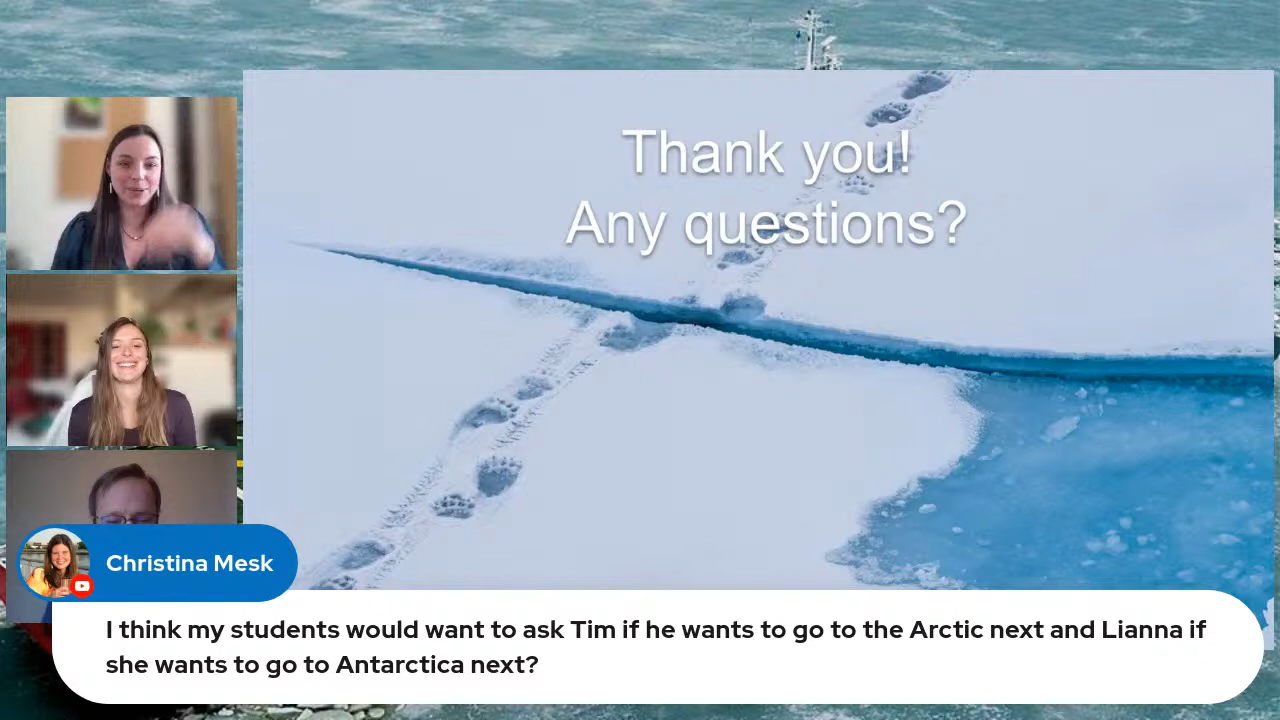 Thank you!
Any questions?
Christina Mesk
I think my students would want to ask Tim if he wants to go to the Arctic next and Lianna if
she wants to go to Antarctica next?